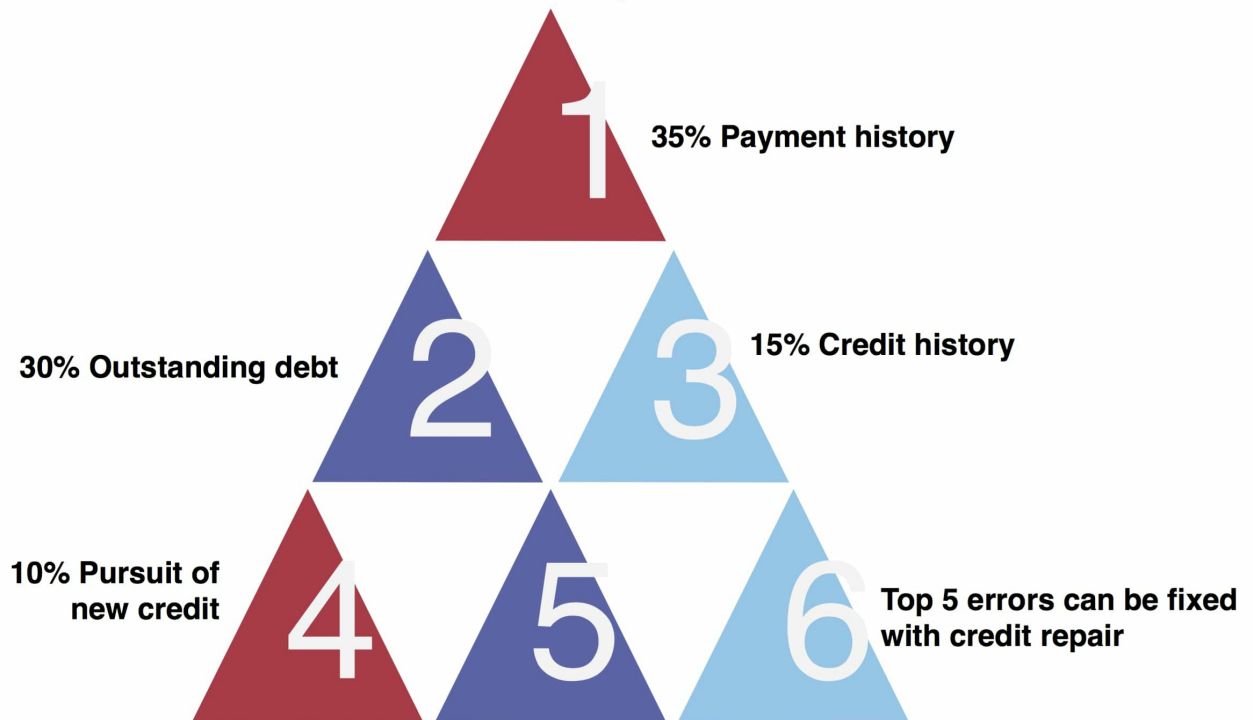 1
35% Payment history
2
30% Outstanding debt
3
15% Credit history
4
10% Pursuit of
new credit
5
6
Top 5 errors can be fixed
with credit repair